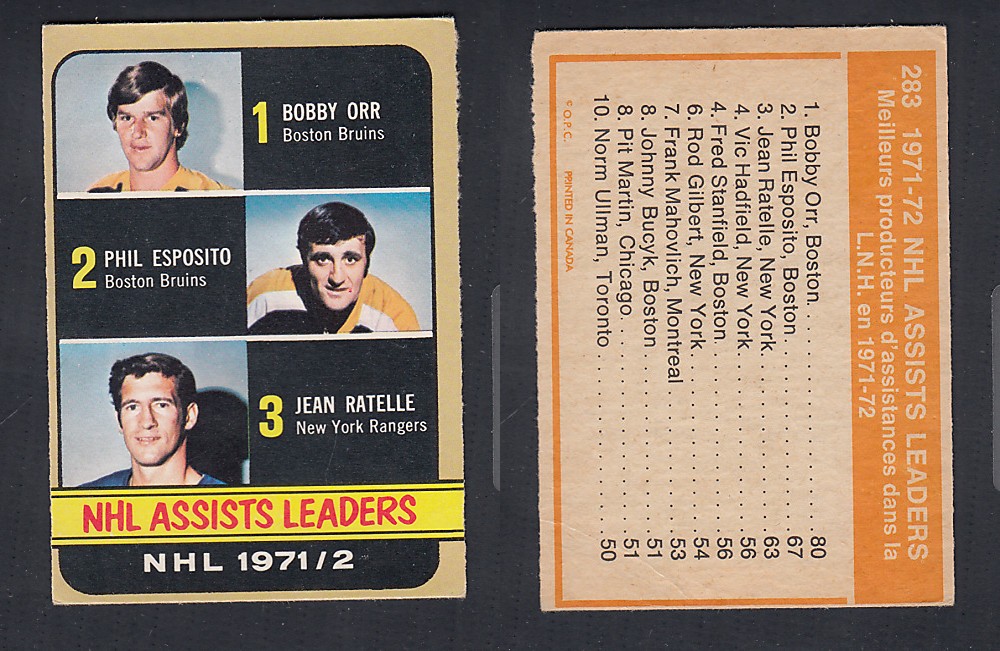 1 BOBBY ORR
Boston Bruins
2 PHIL ESPOSITO
Boston Bruins
3 JEAN RATELLE
New York Rangers
NHL ASSISTS LEADERS
NHL 1971/2
283 1971-72 NHL ASSISTS LEADERS
Meilleurs producteurs d'assistances dans la
L.N.H. en 1971-72
1. Bobby Orr, Boston . . . . . . . . . . . . . . . . 80
2. Phil Esposito, Boston . . . . . . . . . . . . . . 67
3. Jean Ratelle, New York . . . . . . . . . . . . . 63
4. Vic Hadfield, New York . . . . . . . . . . . . . 56
4. Fred Stanfield, Boston . . . . . . . . . . . . . 56
6. Rod Gilbert, New York . . . . . . . . . . . . . 54
7. Frank Mahovlich, Montreal . . . . . . . . . . . 53
8. Johnny Bucyk, Boston . . . . . . . . . . . . . 51
8. Pit Martin, Chicago . . . . . . . . . . . . . . . 51
10. Norm Ullman, Toronto . . . . . . . . . . . . . 50
© O.P.C. PRINTED IN CANADA